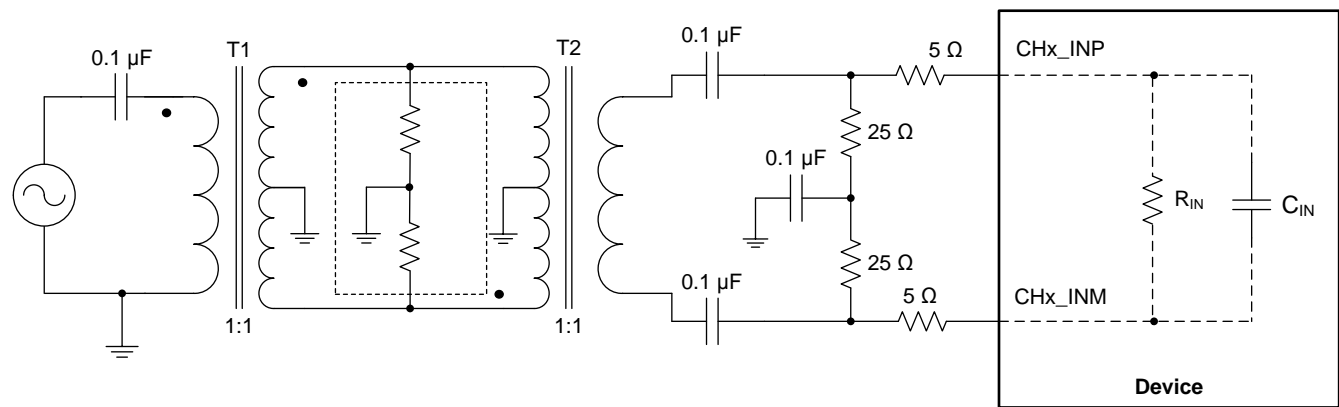 0.1 µF
T1
T2
0.1 µF
5 Ω
CHx_INP
25 Ω
0.1 µF
R_IN
C_IN
25 Ω
0.1 µF
5 Ω
CHx_INM
1:1
1:1
Device